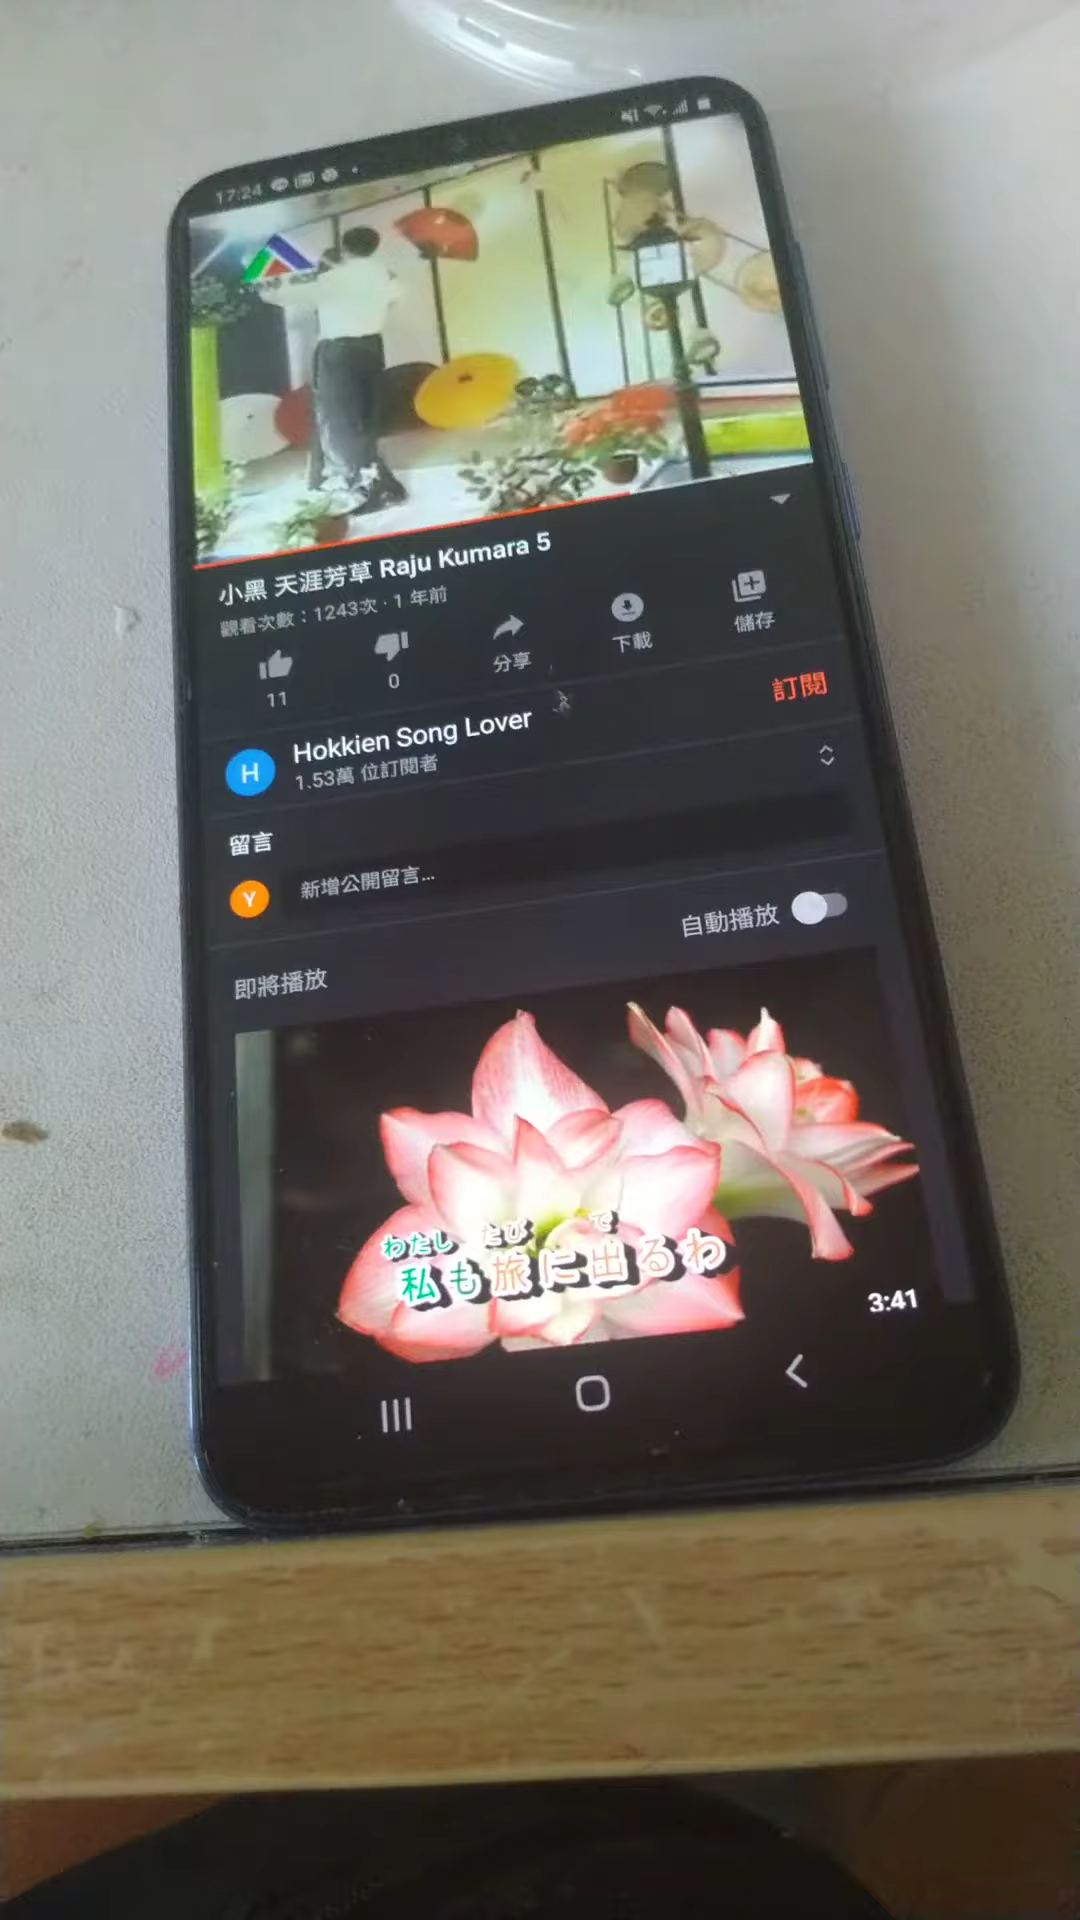 17:24
小黑 天涯芳草 Raju Kumara 5
觀看次數：1243次 · 1 年前
11
0
分享
下載
儲存
H
Hokkien Song Lover
1.53萬 位訂閱者
訂閱
留言
Y
新增公開留言...
自動播放
即將播放
わたし たび で
私も旅に出るわ
3:41